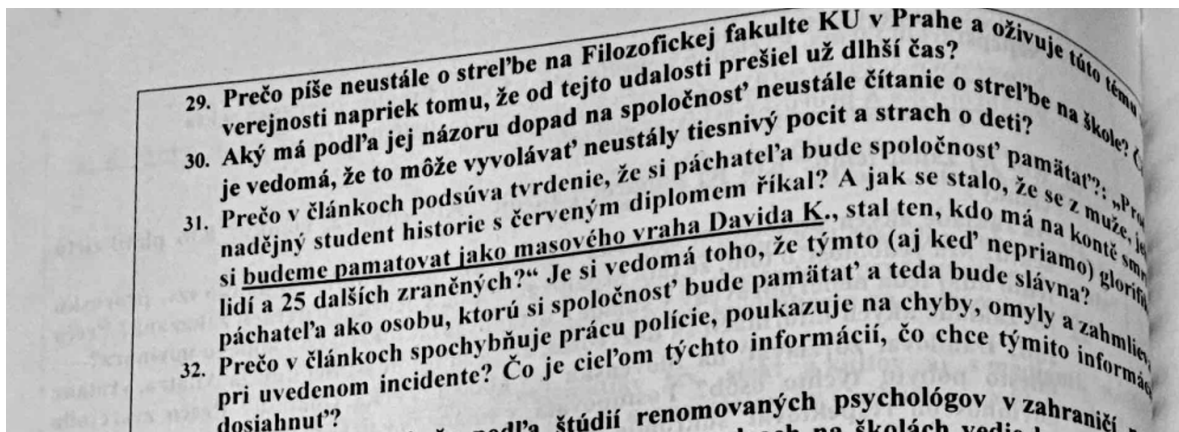 29. Prečo píše neustále o streľbe na Filozofickej fakulte KU v Prahe a oživuje túto tému
verejnosti napriek tomu, že od tejto udalosti prešiel už dlhší čas?
30. Aký má podľa jej názoru dopad na spoločnosť neustále čítanie o streľbe na škole?
je vedomá, že to môže vyvolávať neustály tiesnivý pocit a strach o deti?
31. Prečo v článkoch podsúva tvrdenie, že si páchateľa bude spoločnosť pamätať?: „Pro
nadějný student historie s červeným diplomem říkal? A jak se stalo, že se z muže, je
si budeme pamatovat jako masového vraha Davida K., stal ten, kdo má na kontě smr
lidí a 25 dalších zraněných?“ Je si vedomá toho, že týmto (aj keď nepriamo) glorifi
páchateľa ako osobu, ktorú si spoločnosť bude pamätať a teda bude slávna?
32. Prečo v článkoch spochybňuje prácu polície, poukazuje na chyby, omyly a zahmliev
pri uvedenom incidente? Čo je cieľom týchto informácií, čo chce týmito informác
dosiahnuť?
podľa štúdií renomovaných psychológov v zahraničí
na školách